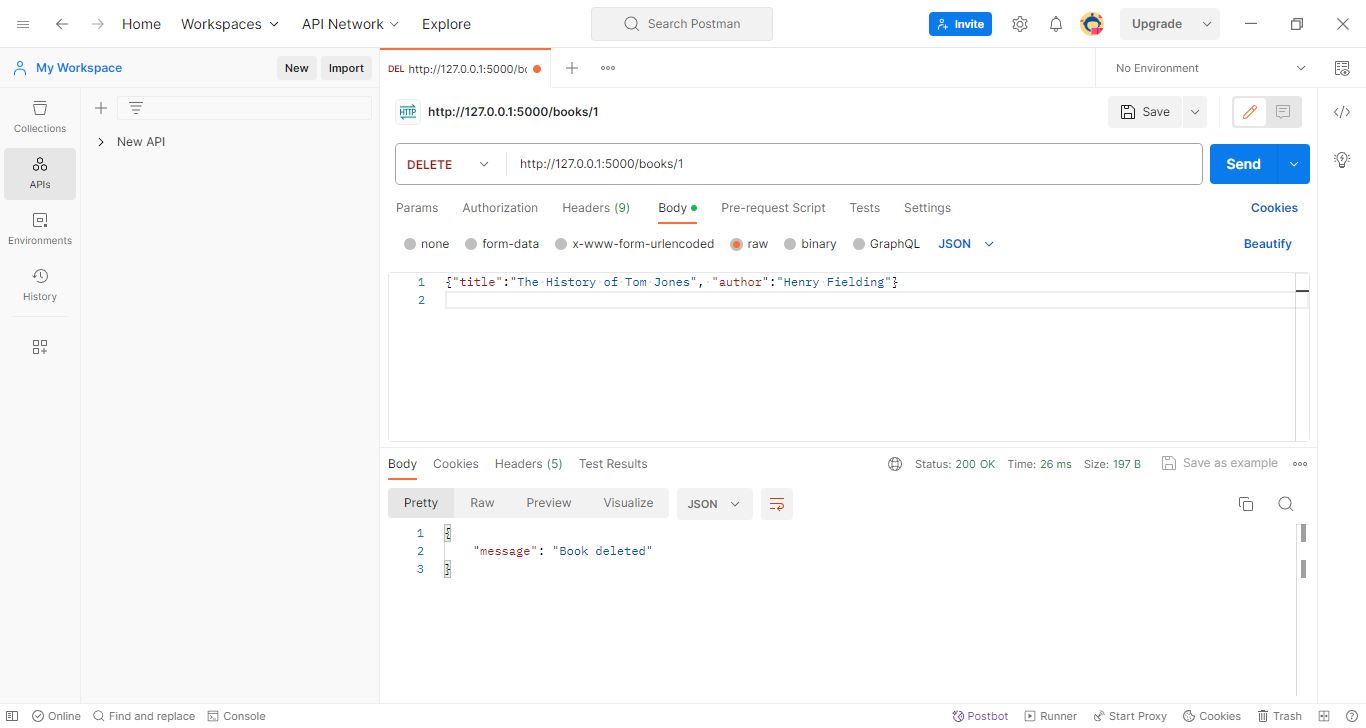 Home Workspaces API Network Explore Search Postman Invite Upgrade
My Workspace New Import DEL http://127.0.0.1:5000/bo No Environment
HTTP http://127.0.0.1:5000/books/1 Save
Collections
New API
DELETE http://127.0.0.1:5000/books/1 Send
APIs
Params Authorization Headers (9) Body Pre-request Script Tests Settings Cookies
Environments
none form-data x-www-form-urlencoded raw binary GraphQL JSON Beautify
1 {"title":"The History of Tom Jones", "author":"Henry Fielding"}
History
2
Body Cookies Headers (5) Test Results Status: 200 OK Time: 26 ms Size: 197 B Save as example
Pretty Raw Preview Visualize JSON
1 {
2 "message": "Book deleted"
3 }
Online Find and replace Console Postbot Runner Start Proxy Cookies Trash